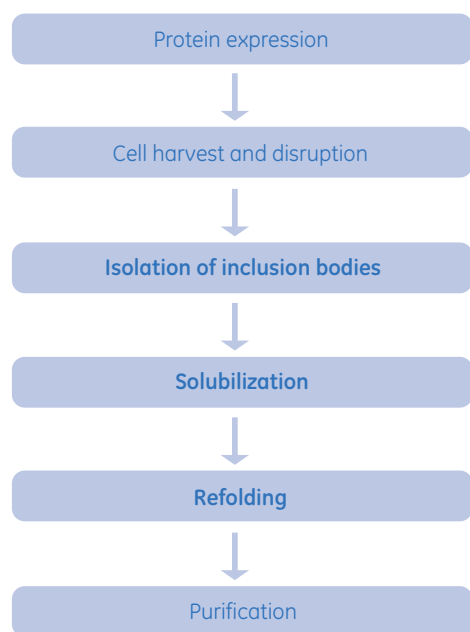 Protein expression
Cell harvest and disruption
Isolation of inclusion bodies
Solubilization
Refolding
Purification